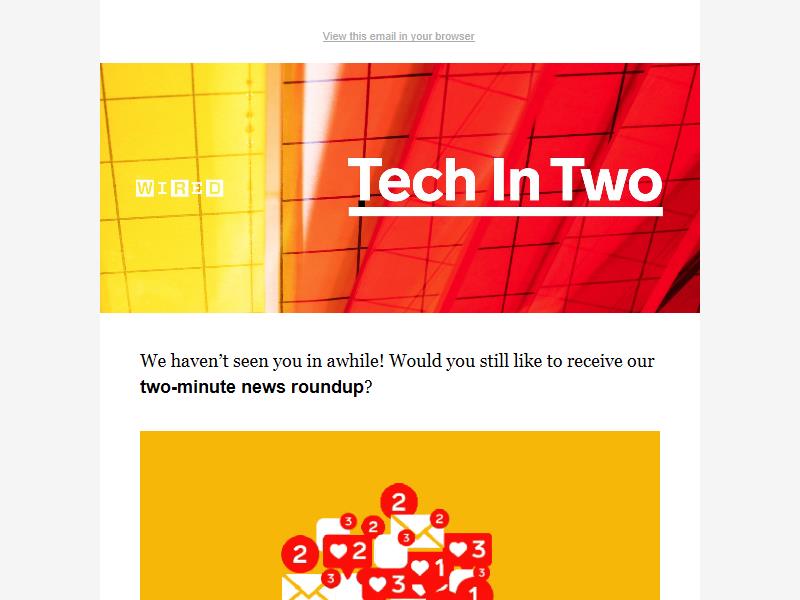 View this email in your browser
WIRED
Tech In Two
We haven’t seen you in awhile! Would you still like to receive our
two-minute news roundup?
2
3
2
2
3
2
2
3
3
1
3
3
1